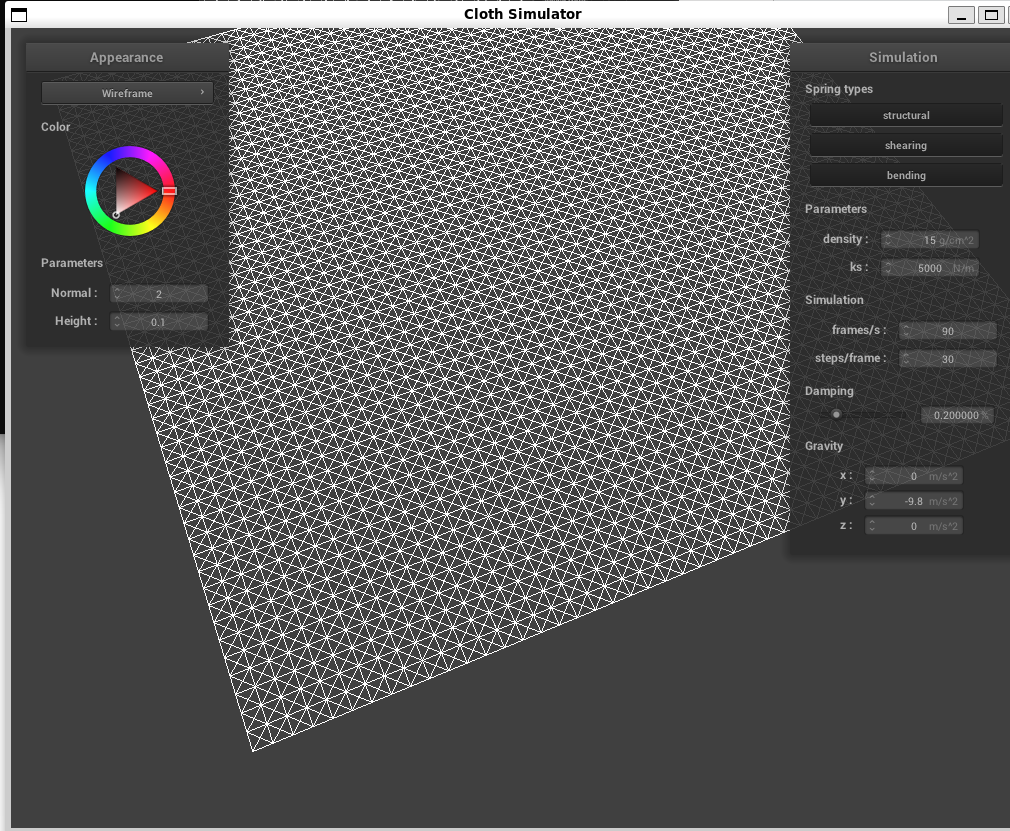 Cloth Simulator
Appearance
Wireframe
Color
Parameters
Normal : 2
Height : 0.1
Simulation
Spring types
structural
shearing
bending
Parameters
density : 15 g/cm^2
ks : 5000 N/m
Simulation
frames/s : 90
steps/frame : 30
Damping
0.200000 %
Gravity
x : 0 m/s^2
y : -9.8 m/s^2
z : 0 m/s^2